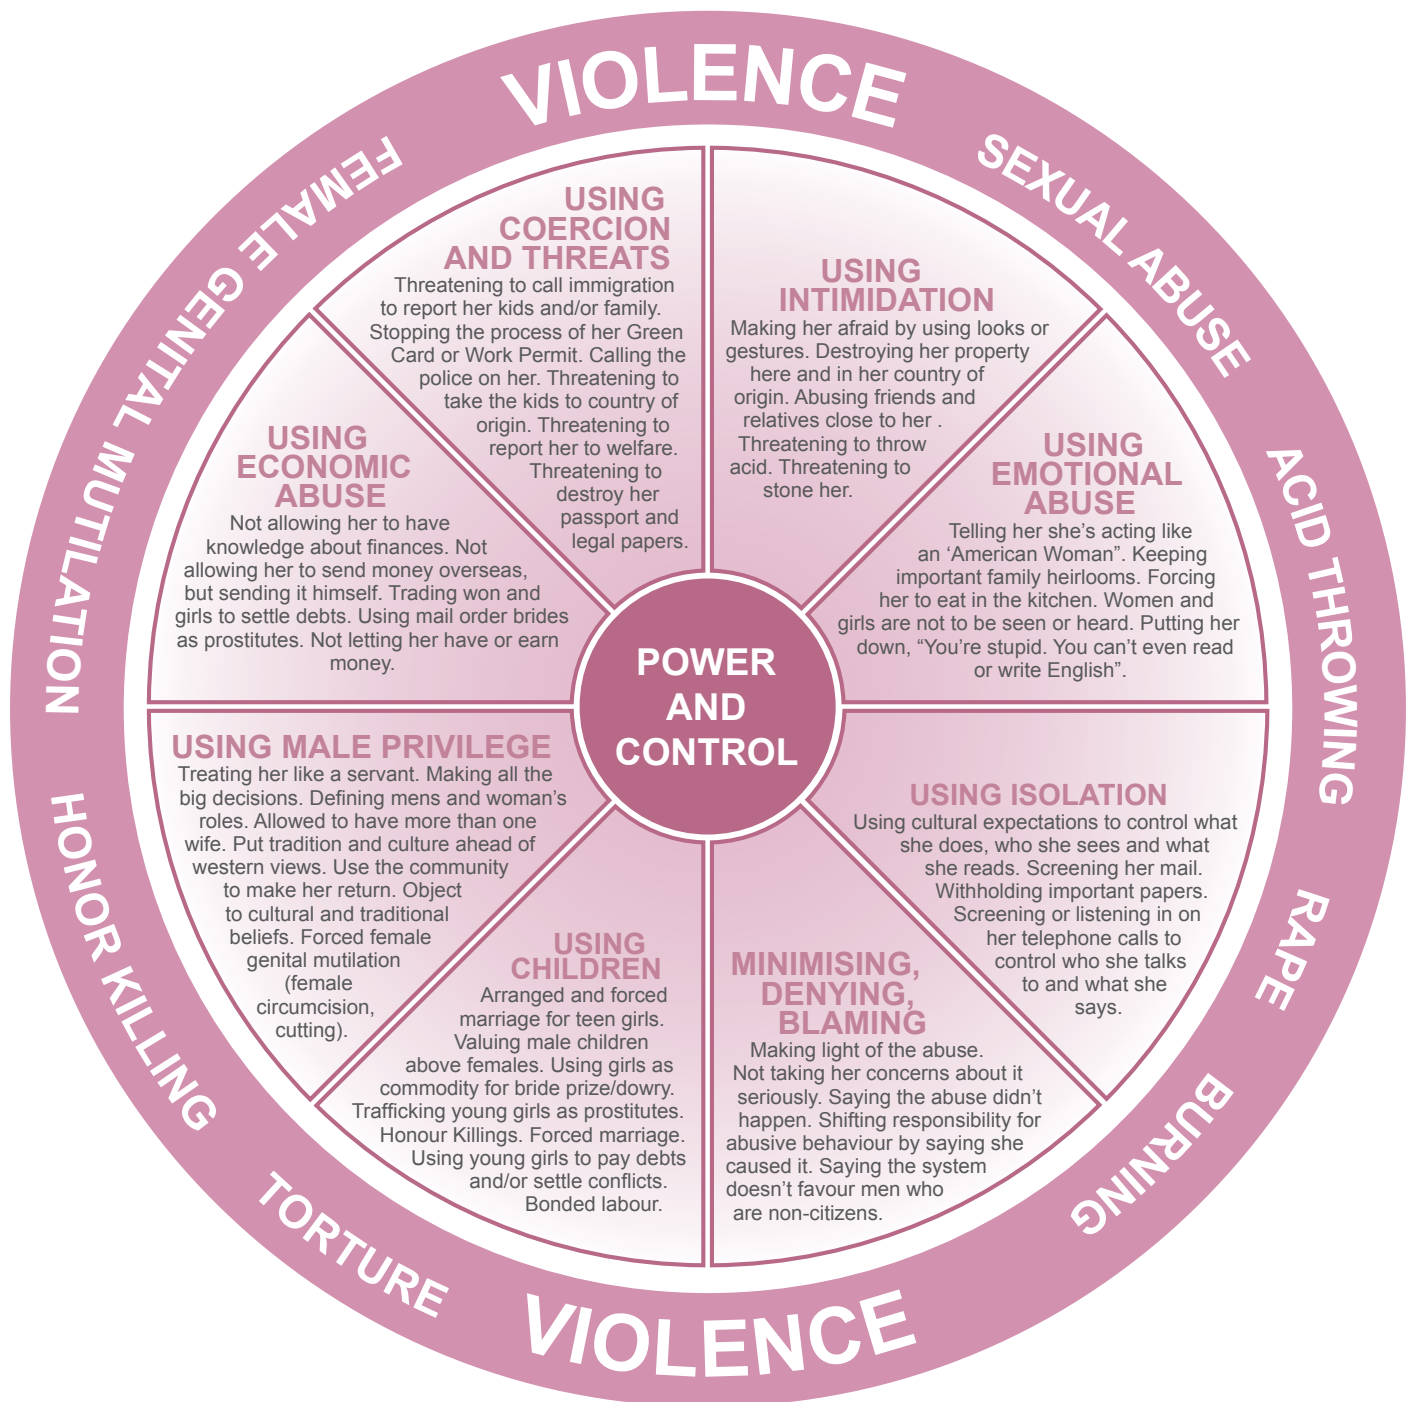 VIOLENCE
SEXUAL ABUSE
ACID THROWING
RAPE
BURNING
VIOLENCE
TORTURE
HONOR KILLING
FEMALE GENITAL MUTILATION
USING
COERCION
AND THREATS
Threatening to call immigration
to report her kids and/or family.
Stopping the process of her Green
Card or Work Permit. Calling the
police on her. Threatening to
take the kids to country of
origin. Threatening to
report her to welfare.
Threatening to
destroy her
passport and
legal papers.
USING
INTIMIDATION
Making her afraid by using looks or
gestures. Destroying her property
here and in her country of
origin. Abusing friends and
relatives close to her .
Threatening to throw
acid. Threatening to
stone her.
USING
EMOTIONAL
ABUSE
Telling her she’s acting like
an ‘American Woman”. Keeping
important family heirlooms. Forcing
her to eat in the kitchen. Women and
girls are not to be seen or heard. Putting her
down, “You’re stupid. You can’t even read
or write English”.
USING ISOLATION
Using cultural expectations to control what
she does, who she sees and what
she reads. Screening her mail.
Withholding important papers.
Screening or listening in on
her telephone calls to
control who she talks
to and what she
says.
MINIMISING,
DENYING,
BLAMING
Making light of the abuse.
Not taking her concerns about it
seriously. Saying the abuse didn’t
happen. Shifting responsibility for
abusive behaviour by saying she
caused it. Saying the system
doesn’t favour men who
are non-citizens.
USING
CHILDREN
Arranged and forced
marriage for teen girls.
Valuing male children
above females. Using girls as
commodity for bride prize/dowry.
Trafficking young girls as prostitutes.
Honour Killings. Forced marriage.
Using young girls to pay debts
and/or settle conflicts.
Bonded labour.
USING MALE PRIVILEGE
Treating her like a servant. Making all the
big decisions. Defining mens and woman’s
roles. Allowed to have more than one
wife. Put tradition and culture ahead of
western views. Use the community
to make her return. Object
to cultural and traditional
beliefs. Forced female
genital mutilation
(female
circumcision,
cutting).
USING
ECONOMIC
ABUSE
Not allowing her to have
knowledge about finances. Not
allowing her to send money overseas,
but sending it himself. Trading won and
girls to settle debts. Using mail order brides
as prostitutes. Not letting her have or earn
money.
POWER
AND
CONTROL